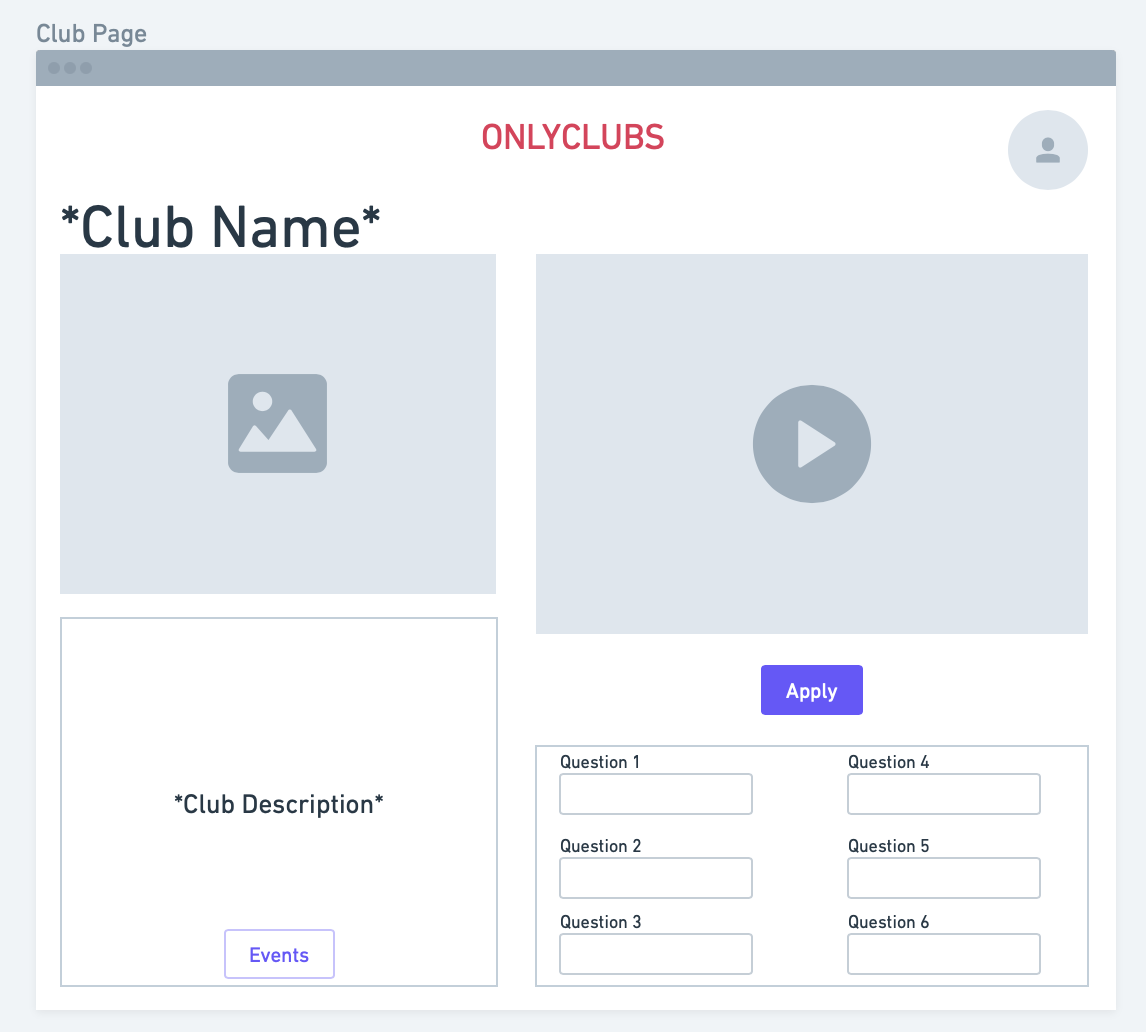 Club Page
ONLYCLUBS
*Club Name*
*Club Description*
Events
Apply
Question 1
Question 4
Question 2
Question 5
Question 3
Question 6